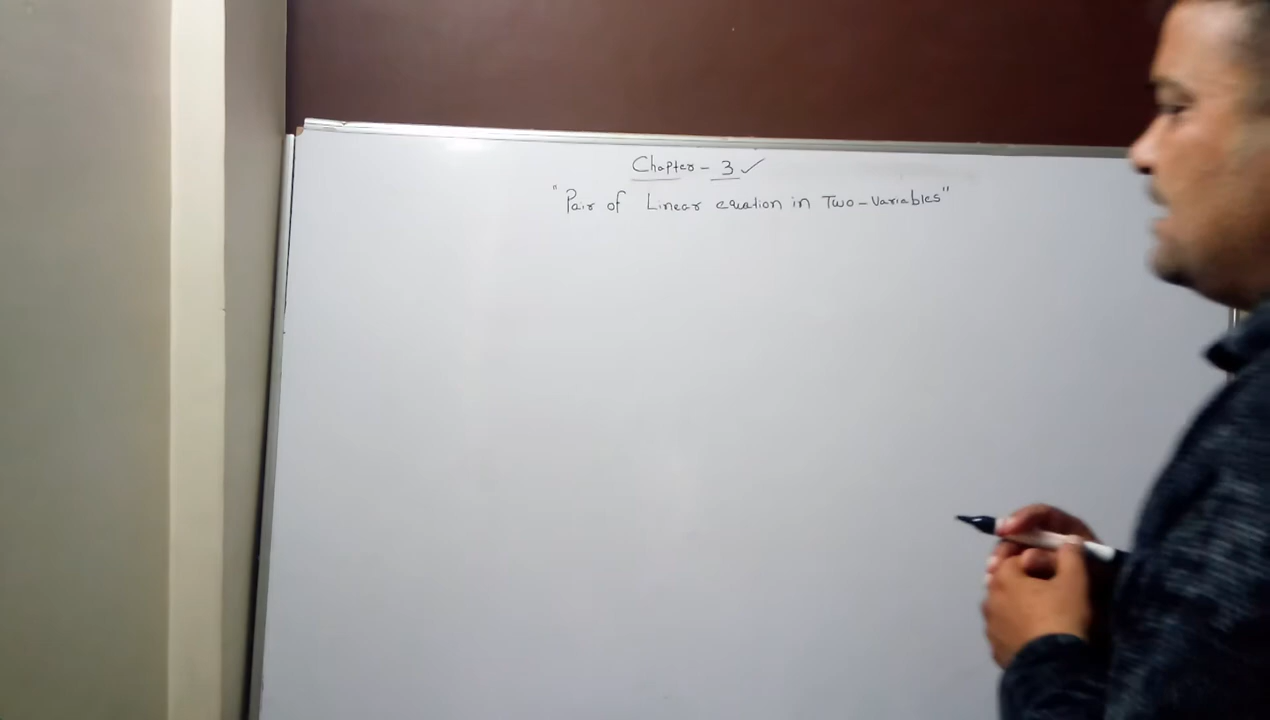 Chapter - 3 ✓
"Pair of Linear equation in Two-Variables"